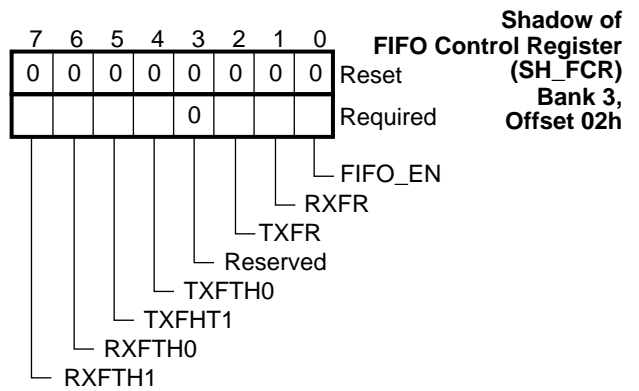 Shadow of
FIFO Control Register
(SH_FCR)
Bank 3,
Offset 02h
7 6 5 4 3 2 1 0
0 0 0 0 0 0 0 0 Reset
0 Required
FIFO_EN
RXFR
TXFR
Reserved
TXFTH0
TXFHT1
RXFTH0
RXFTH1